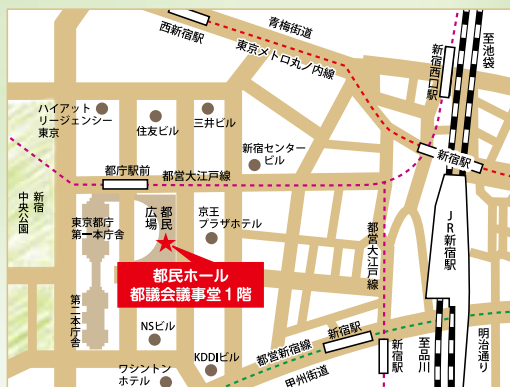 青梅街道
西新宿駅
東京メトロ丸ノ内線
至池袋
新宿西口駅
ハイアット
リージェンシー
東京
住友ビル
三井ビル
新宿センター
ビル
新宿駅
都庁駅前
都営大江戸線
新宿
中央公園
東京都庁
第一本庁舎
都民
広場
京王
プラザホテル
都営大江戸線
JR新宿駅
都民ホール
都議会議事堂1階
第二本庁舎
NSビル
KDDIビル
ワシントン
ホテル
都営新宿線
新宿駅
甲州街道
新宿駅
至品川
明治通り